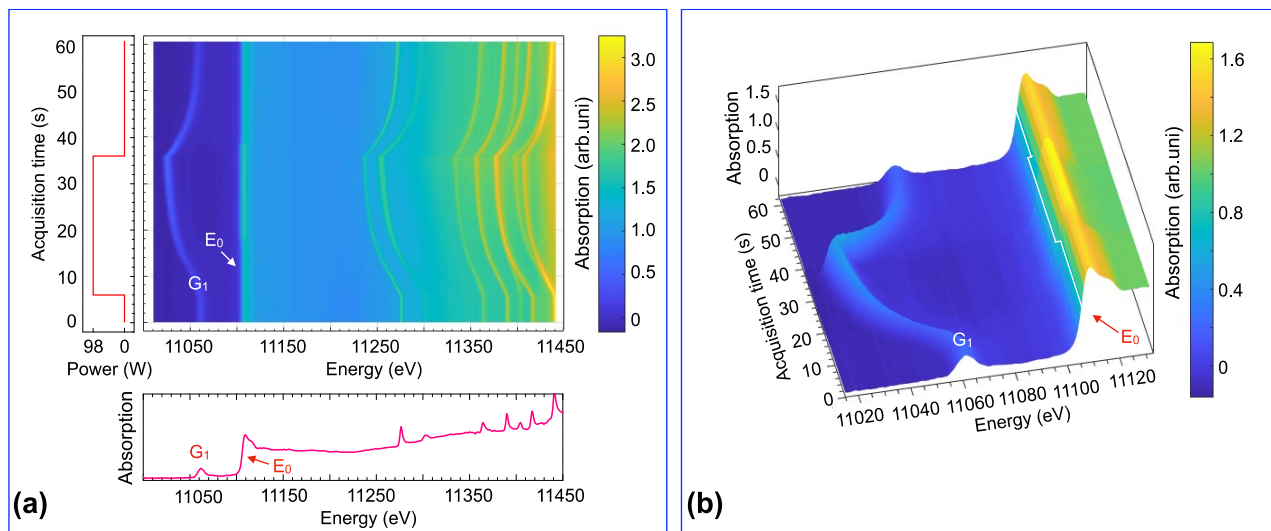 60
50
40
30
20
10
0
Acquisition time (s)
98 0
Power (W)
E0
G1
11050 11100 11150 11200 11250 11300 11350 11400 11450
Energy (eV)
3.0
2.5
2.0
1.5
1.0
0.5
0
Absorption (arb.uni)
Absorption
G1
E0
11050 11150 11250 11350 11450
Energy (eV)
(a)
1.5
1.0
0.5
0
Absorption
60
50
40
30
20
10
0
Acquisition time (s)
G1
E0
11020 11040 11060 11080 11100 11120
Energy (eV)
1.6
1.2
0.8
0.4
0
Absorption (arb.uni)
(b)